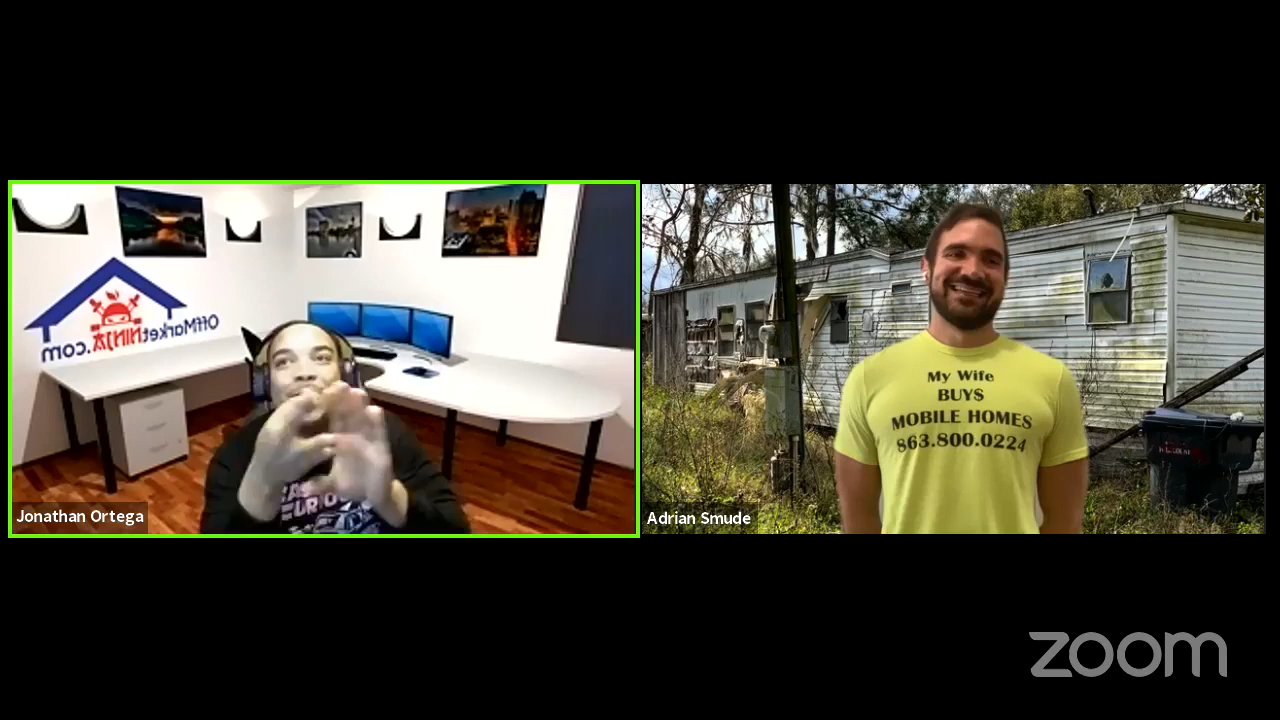 OffMarketNINJA.com
Jonathan Ortega
My Wife
BUYS
MOBILE HOMES
863.800.0224
Adrian Smude
zoom